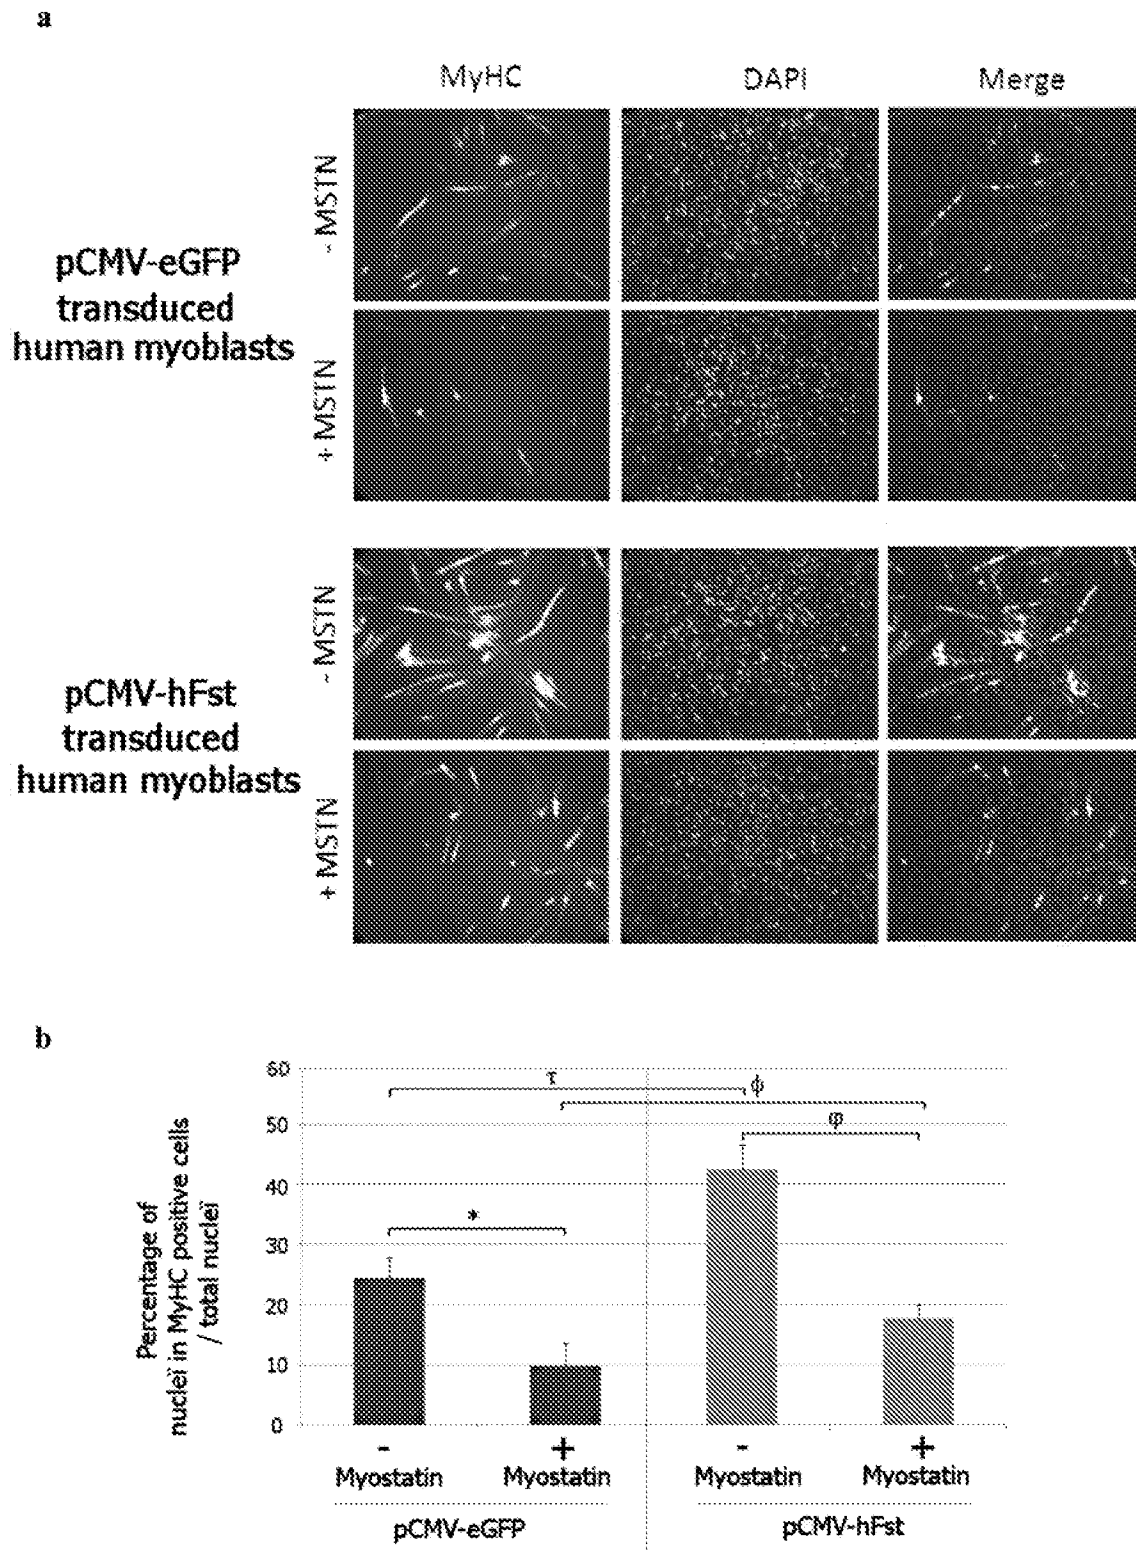 a
MyHC DAPI Merge
- MSTN
pCMV-eGFP
transduced
human myoblasts
+ MSTN
- MSTN
pCMV-hFst
transduced
human myoblasts
+ MSTN
b
60
τ
ϕ
50
φ
40
*
30
20
10
0
Percentage of
nucleï in MyHC positive cells
/ total nucleï
- + - +
Myostatin Myostatin Myostatin Myostatin
pCMV-eGFP pCMV-hFst